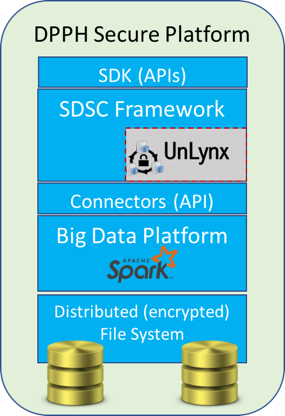 DPPH Secure Platform
SDK (APIs)
SDSC Framework
UnLynx
Connectors (API)
Big Data Platform
APACHE
Spark
Distributed (encrypted)
File System